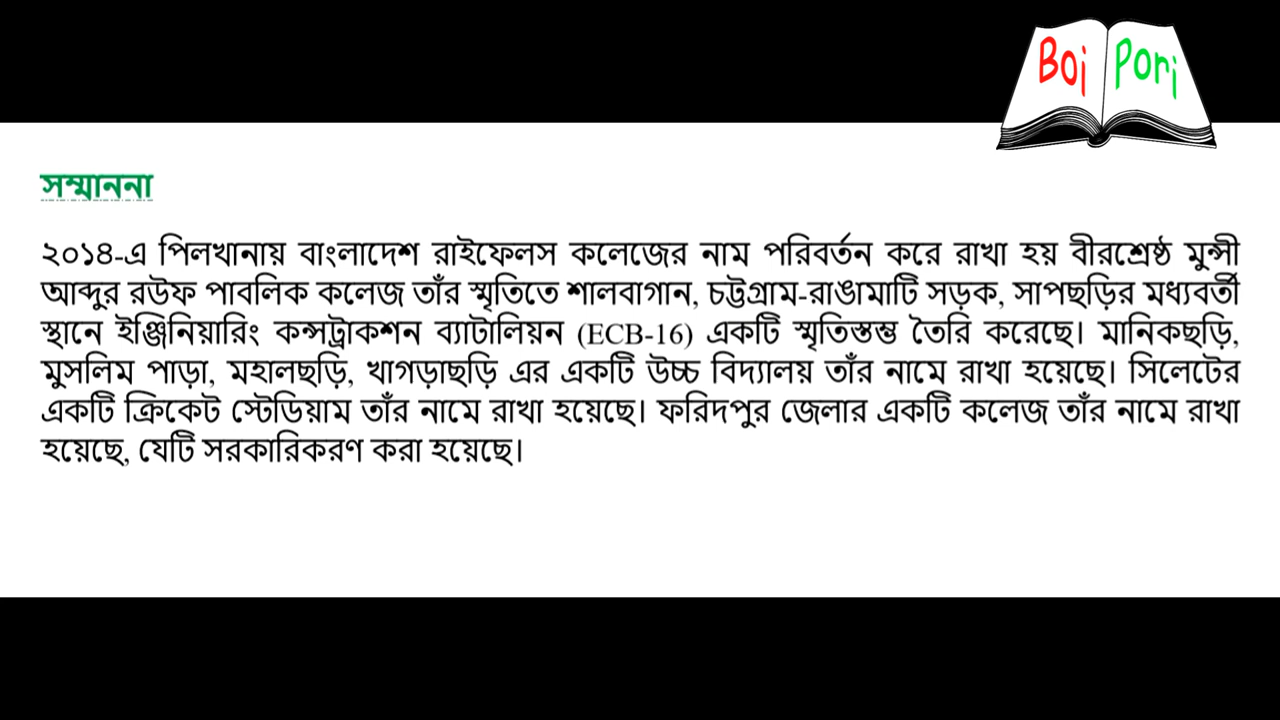 Boi Pori
সম্মাননা
২০১৪-এ পিলখানায় বাংলাদেশ রাইফেলস কলেজের নাম পরিবর্তন করে রাখা হয় বীরশ্রেষ্ঠ মুন্সী
আব্দুর রউফ পাবলিক কলেজ তাঁর স্মৃতিতে শালবাগান, চট্টগ্রাম-রাঙামাটি সড়ক, সাপছড়ির মধ্যবর্তী
স্থানে ইঞ্জিনিয়ারিং কন্সট্রাকশন ব্যাটালিয়ন (ECB-16) একটি স্মৃতিস্তম্ভ তৈরি করেছে। মানিকছড়ি,
মুসলিম পাড়া, মহালছড়ি, খাগড়াছড়ি এর একটি উচ্চ বিদ্যালয় তাঁর নামে রাখা হয়েছে। সিলেটের
একটি ক্রিকেট স্টেডিয়াম তাঁর নামে রাখা হয়েছে। ফরিদপুর জেলার একটি কলেজ তাঁর নামে রাখা
হয়েছে, যেটি সরকারিকরণ করা হয়েছে।